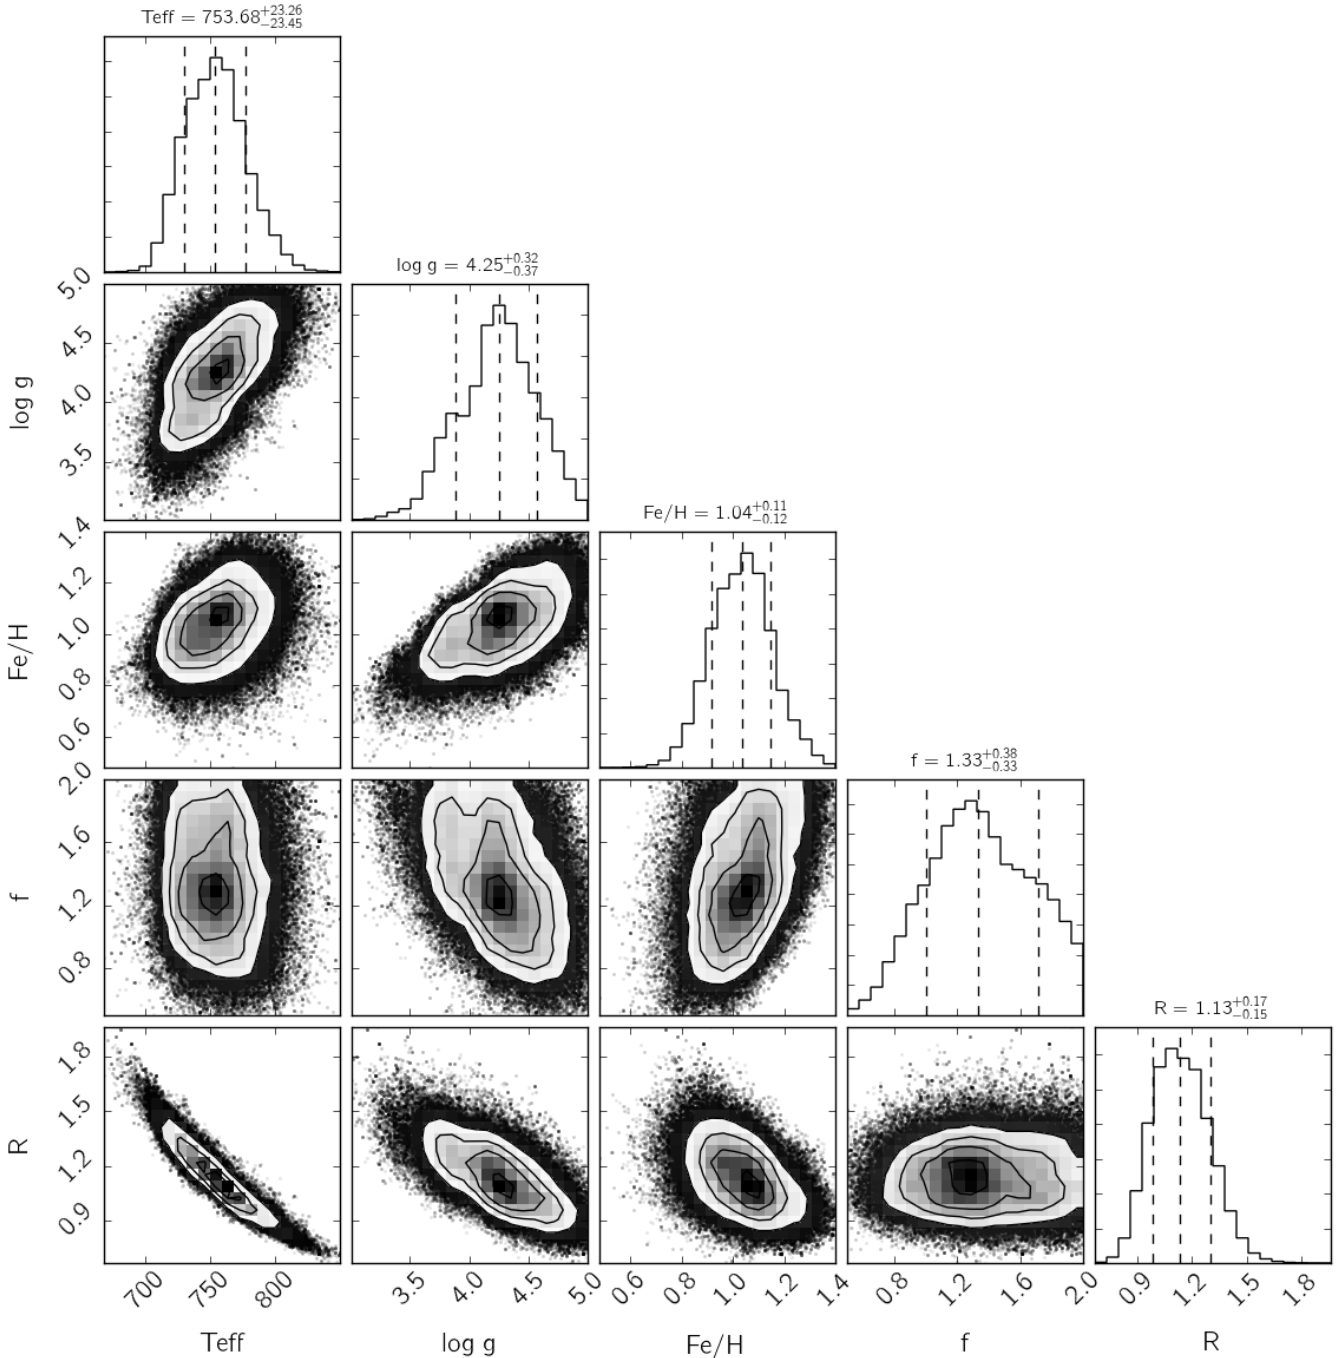 Teff = 753.68+23.26−23.45
5.0
4.5
4.0
3.5
log g
log g = 4.25+0.32−0.37
1.4
1.2
1.0
0.8
0.6
Fe/H
Fe/H = 1.04+0.11−0.12
2.0
1.6
1.2
0.8
f
f = 1.33+0.38−0.33
1.8
1.5
1.2
0.9
R
R = 1.13+0.17−0.15
700 750 800 3.5 4.0 4.5 5.0 0.6 0.8 1.0 1.2 1.4 0.8 1.2 1.6 2.0 0.9 1.2 1.5 1.8
Teff log g Fe/H f R